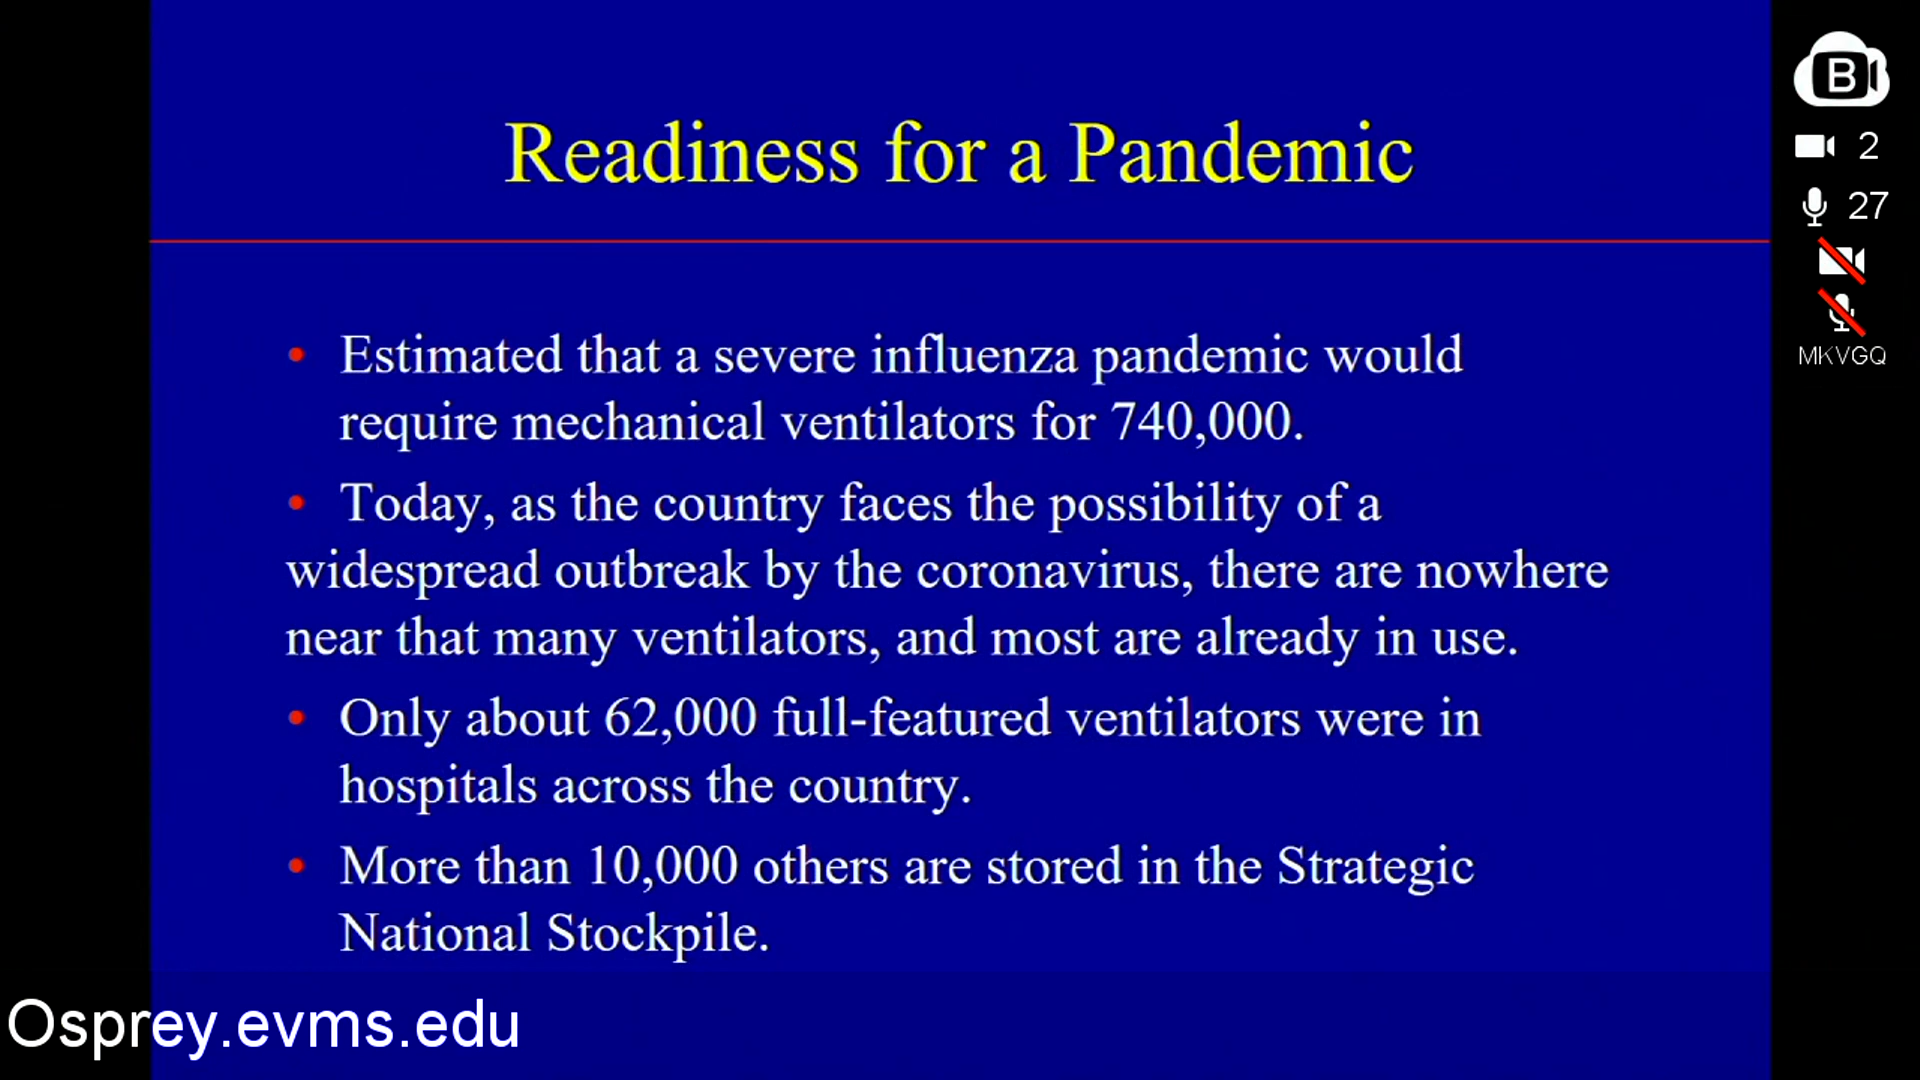 Readiness for a Pandemic
• Estimated that a severe influenza pandemic would
require mechanical ventilators for 740,000.
• Today, as the country faces the possibility of a
widespread outbreak by the coronavirus, there are nowhere
near that many ventilators, and most are already in use.
• Only about 62,000 full-featured ventilators were in
hospitals across the country.
• More than 10,000 others are stored in the Strategic
National Stockpile.
Osprey.evms.edu
B
2
27
MKVGQ